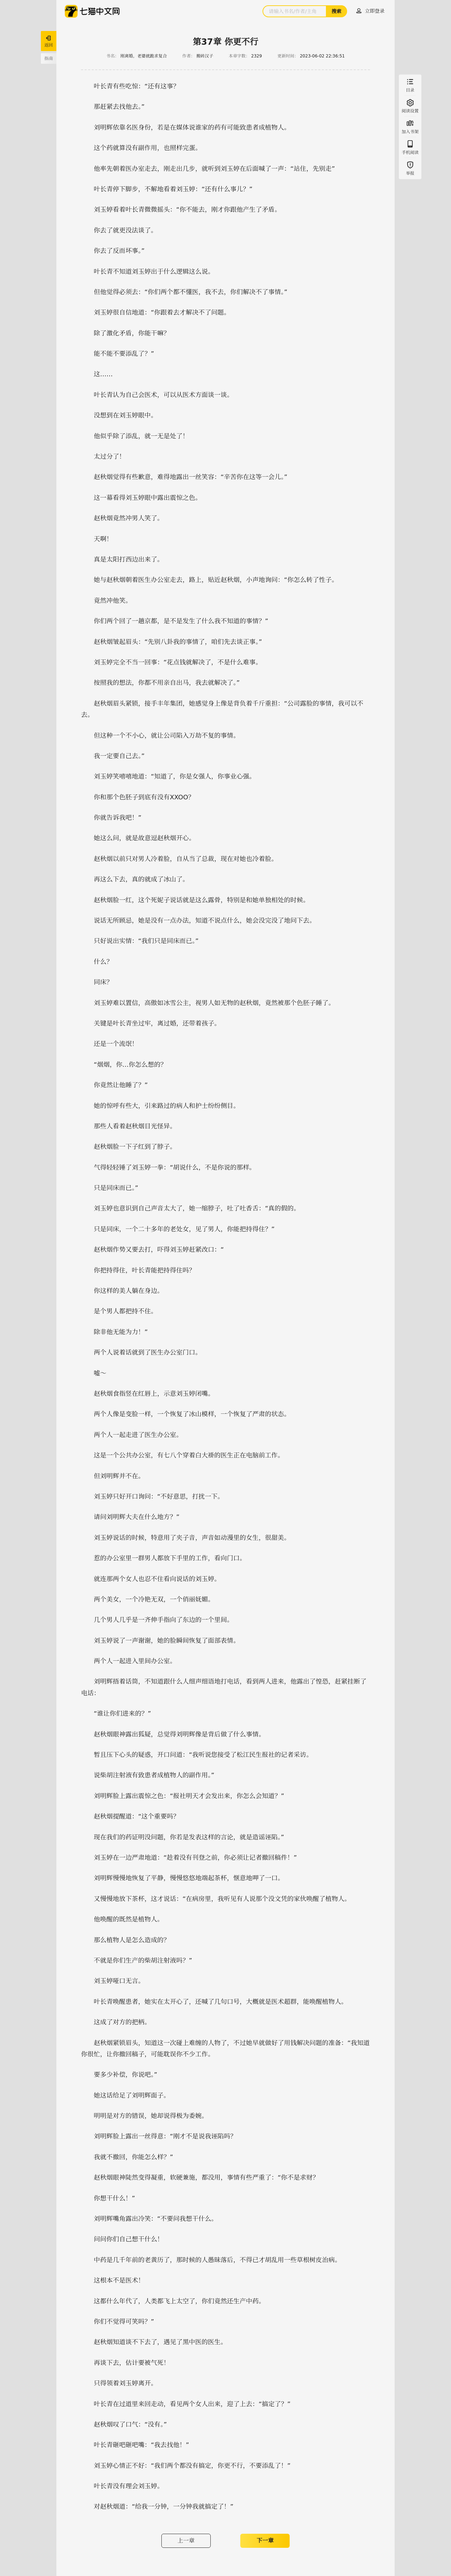 七猫中文网
请输入书名/作者/主角
搜索
立即登录
返回
听书
目录
阅读设置
加入书架
手机阅读
举报
第37章 你更不行
本章字数： 2329
更新时间： 2023-06-02 22:36:51
叶长青有些吃惊：“还有这事？
那赶紧去找他去。”
刘明辉依靠名医身份，若是在媒体说谁家的药有可能致患者成植物人。
这个药就算没有副作用，也照样完蛋。
他率先朝着医办室走去，刚走出几步，就听到刘玉婷在后面喊了一声：“站住，先别走”
叶长青停下脚步，不解地看着刘玉婷：“还有什么事儿？”
刘玉婷看着叶长青微微摇头：“你不能去，刚才你跟他产生了矛盾。
你去了就更没法谈了。
你去了反而坏事。”
叶长青不知道刘玉婷出于什么逻辑这么说。
但他觉得必须去：“你们两个都不懂医，我不去，你们解决不了事情。”
刘玉婷很自信地道：“你跟着去才解决不了问题。
除了激化矛盾，你能干嘛？
能不能不要添乱了？”
这……
叶长青认为自己会医术，可以从医术方面谈一谈。
没想到在刘玉婷眼中。
他似乎除了添乱，就一无是处了！
太过分了！
赵秋烟觉得有些歉意，难得地露出一丝笑容：“辛苦你在这等一会儿。”
这一幕看得刘玉婷眼中露出震惊之色。
赵秋烟竟然冲男人笑了。
天啊！
真是太阳打西边出来了。
她与赵秋烟朝着医生办公室走去，路上，贴近赵秋烟，小声地询问：“你怎么转了性子。
竟然冲他笑。
你们两个回了一趟京都，是不是发生了什么我不知道的事情？”
赵秋烟皱起眉头：“先别八卦我的事情了，咱们先去谈正事。”
刘玉婷完全不当一回事：“花点钱就解决了，不是什么难事。
按照我的想法，你都不用亲自出马，我去就解决了。”
赵秋烟眉头紧锁，接手丰年集团，她感觉身上像是背负着千斤重担：“公司露脸的事情，我可以不
去。
但这种一个不小心，就让公司陷入万劫不复的事情。
我一定要自己去。”
刘玉婷笑嘻嘻地道：“知道了，你是女强人，你事业心强。
你和那个色胚子到底有没有XXOO？
你就告诉我吧！”
她这么问，就是故意逗赵秋烟开心。
赵秋烟以前只对男人冷着脸，自从当了总裁，现在对她也冷着脸。
再这么下去，真的就成了冰山了。
赵秋烟脸一红，这个死妮子说话就是这么露骨，特别是和她单独相处的时候。
说话无所顾忌，她是没有一点办法，知道不说点什么，她会没完没了地问下去。
只好说出实情：“我们只是同床而已。”
什么？
同床？
刘玉婷难以置信，高傲如冰雪公主，视男人如无物的赵秋烟，竟然被那个色胚子睡了。
关键是叶长青坐过牢，离过婚，还带着孩子。
还是一个流氓！
“烟烟，你…你怎么想的？
你竟然让他睡了？”
她的惊呼有些大，引来路过的病人和护士纷纷侧目。
那些人看着赵秋烟目光怪异。
赵秋烟脸一下子红到了脖子。
气得轻轻锤了刘玉婷一拳：“胡说什么，不是你说的那样。
只是同床而已。”
刘玉婷也意识到自己声音太大了，她一缩脖子，吐了吐香舌：“真的假的。
只是同床，一个二十多年的老处女，见了男人，你能把持得住？”
赵秋烟作势又要去打，吓得刘玉婷赶紧改口：“
你把持得住，叶长青能把持得住吗？
你这样的美人躺在身边。
是个男人都把持不住。
除非他无能为力！”
两个人说着话就到了医生办公室门口。
嘘～
赵秋烟食指竖在红唇上，示意刘玉婷闭嘴。
两个人像是变脸一样，一个恢复了冰山模样，一个恢复了严肃的状态。
两个人一起走进了医生办公室。
这是一个公共办公室，有七八个穿着白大褂的医生正在电脑前工作。
但刘明辉并不在。
刘玉婷只好开口询问：“不好意思，打扰一下。
请问刘明辉大夫在什么地方？”
刘玉婷说话的时候，特意用了夹子音，声音如动漫里的女生，很甜美。
惹的办公室里一群男人都放下手里的工作，看向门口。
就连那两个女人也忍不住看向说话的刘玉婷。
两个美女，一个冷艳无双，一个俏丽妩媚。
几个男人几乎是一齐伸手指向了东边的一个里间。
刘玉婷说了一声谢谢，她的脸瞬间恢复了面部表情。
两个人一起进入里间办公室。
刘明辉捂着话筒，不知道跟什么人细声细语地打电话，看到两人进来，他露出了惊恐，赶紧挂断了
电话：
“谁让你们进来的？”
赵秋烟眼神露出狐疑，总觉得刘明辉像是背后做了什么事情。
暂且压下心头的疑惑，开口问道：“我听说您接受了松江民生报社的记者采访。
说柴胡注射液有致患者成植物人的副作用。”
刘明辉脸上露出震惊之色：“报社明天才会发出来，你怎么会知道？”
赵秋烟提醒道：“这个重要吗？
现在我们的药证明没问题，你若是发表这样的言论，就是造谣诬陷。”
刘玉婷在一边严肃地道：“趁着没有刊登之前，你必须让记者撤回稿件！”
刘明辉慢慢地恢复了平静，慢慢悠悠地端起茶杯，惬意地呷了一口。
又慢慢地放下茶杯，这才说话：“在病房里，我听见有人说那个没文凭的家伙唤醒了植物人。
他唤醒的既然是植物人。
那么植物人是怎么造成的？
不就是你们生产的柴胡注射液吗？”
刘玉婷哑口无言。
叶长青唤醒患者，她实在太开心了，还喊了几句口号，大概就是医术超群，能唤醒植物人。
这成了对方的把柄。
赵秋烟紧锁眉头，知道这一次碰上难缠的人物了，不过她早就做好了用钱解决问题的准备：“我知道
你很忙，让你撤回稿子，可能耽误你不少工作。
要多少补偿，你说吧。”
她这话给足了刘明辉面子。
明明是对方的错误，她却说得极为委婉。
刘明辉脸上露出一丝得意：“刚才不是说我诬陷吗？
我就不撤回，你能怎么样？”
赵秋烟眼神陡然变得凝重，软硬兼施，都没用，事情有些严重了：“你不是求财？
你想干什么！”
刘明辉嘴角露出冷笑：“不要问我想干什么。
问问你们自己想干什么！
中药是几千年前的老黄历了，那时候的人愚昧落后，不得已才胡乱用一些草根树皮治病。
这根本不是医术！
这都什么年代了，人类都飞上太空了，你们竟然还生产中药。
你们不觉得可笑吗？”
赵秋烟知道谈不下去了，遇见了黑中医的医生。
再谈下去，估计要被气死！
只得领着刘玉婷离开。
叶长青在过道里来回走动，看见两个女人出来，迎了上去：“搞定了？”
赵秋烟叹了口气：“没有。”
叶长青砸吧砸吧嘴：“我去找他！”
刘玉婷心情正不好：“我们两个都没有搞定，你更不行，不要添乱了！”
叶长青没有理会刘玉婷。
对赵秋烟道：“给我一分钟，一分钟我就搞定了！”
上一章
下一章